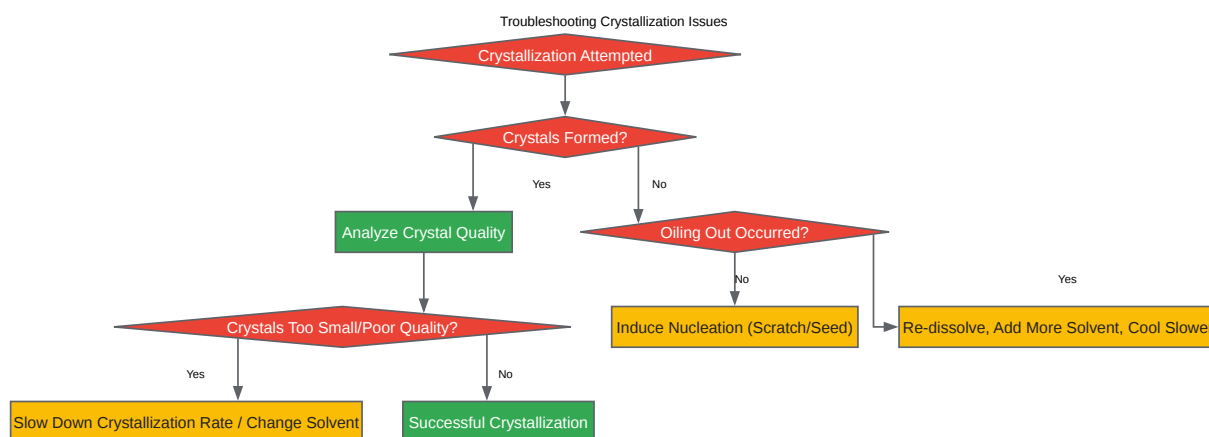 Troubleshooting Crystallization Issues
Crystallization Attempted
Crystals Formed?
Yes
No
Analyze Crystal Quality
Oiling Out Occurred?
No
Yes
Crystals Too Small/Poor Quality?
Induce Nucleation (Scratch/Seed)
Re-dissolve, Add More Solvent, Cool Slowe
Yes
No
Slow Down Crystallization Rate / Change Solvent
Successful Crystallization